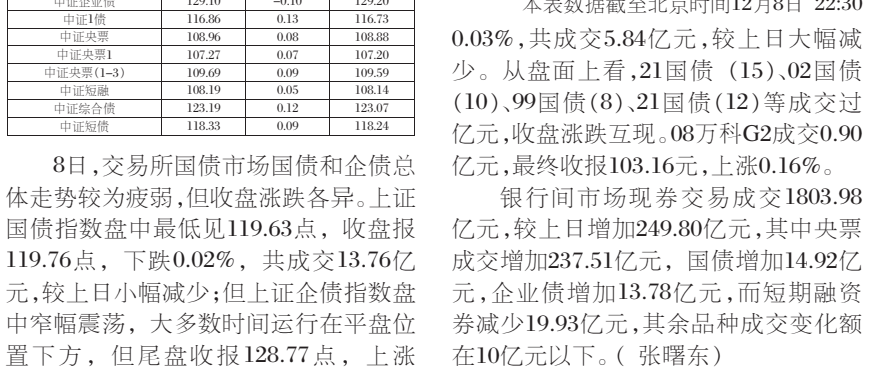 中证企业债 129.10 -0.10 129.20
中证1债 116.86 0.13 116.73
中证央票 108.96 0.08 108.88
中证央票1 107.27 0.07 107.20
中证央票(1-3) 109.69 0.09 109.59
中证短融 108.19 0.05 108.14
中证综合债 123.19 0.12 123.07
中证短债 118.33 0.09 118.24
8日,交易所国债市场国债和企债总
体走势较为疲弱,但收盘涨跌各异。上证
国债指数盘中最低见119.63点，收盘报
119.76点，下跌0.02%，共成交13.76亿
元,较上日小幅减少;但上证企债指数盘
中窄幅震荡，大多数时间运行在平盘位
置下方，但尾盘收报128.77点，上涨
本表数据截至北京时间12月8日 22:30
0.03%,共成交5.84亿元,较上日大幅减
少。从盘面上看,21国债（15）、02国债
(10)、99国债(8)、21国债(12)等成交过
亿元,收盘涨跌互现。08万科G2成交0.90
亿元,最终收报103.16元,上涨0.16%。
银行间市场现券交易成交1803.98
亿元,较上日增加249.80亿元,其中央票
成交增加237.51亿元，国债增加14.92亿
元,企业债增加13.78亿元,而短期融资
券减少19.93亿元,其余品种成交变化额
在10亿元以下。( 张曙东)